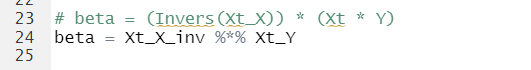 22
23 # beta = (Invers(Xt_X)) * (Xt * Y)
24 beta = Xt_X_inv %*% Xt_Y
25